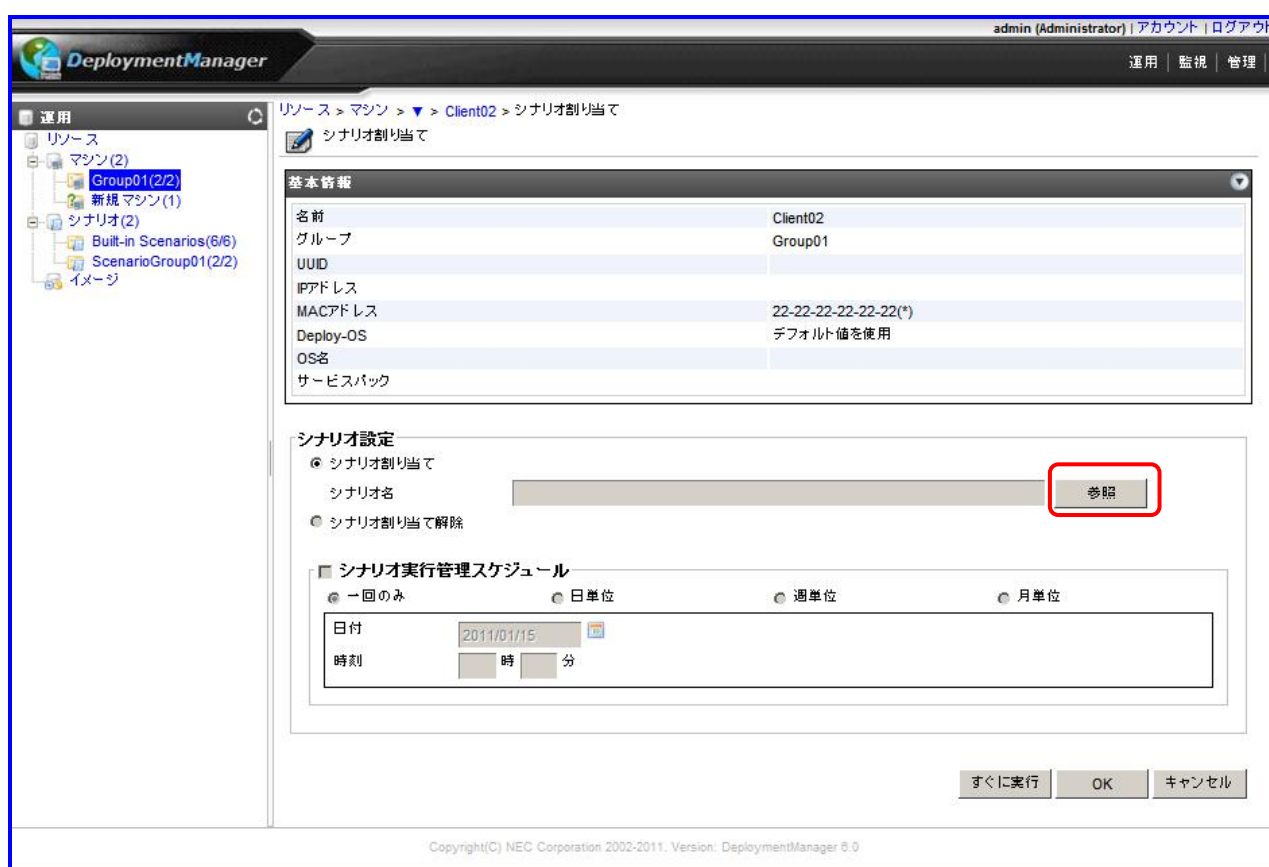 admin (Administrator) | アカウント | ログアウト
DeploymentManager
運用 | 監視 | 管理 |
運用
リソース
マシン(2)
Group01(2/2)
新規マシン(1)
シナリオ(2)
Built-in Scenarios(6/6)
ScenarioGroup01(2/2)
イメージ
リソース > マシン > ▼ > Client02 > シナリオ割り当て
シナリオ割り当て
基本情報
名前 Client02
グループ Group01
UUID
IPアドレス
MACアドレス 22-22-22-22-22-22(*)
Deploy-OS デフォルト値を使用
OS名
サービスパック
シナリオ設定
シナリオ割り当て
シナリオ名 参照
シナリオ割り当て解除
シナリオ実行管理スケジュール
一回のみ 日単位 週単位 月単位
日付 2011/01/15
時刻 時 分
すぐに実行 OK キャンセル
Copyright(C) NEC Corporation 2002-2011. Version: DeploymentManager 6.0